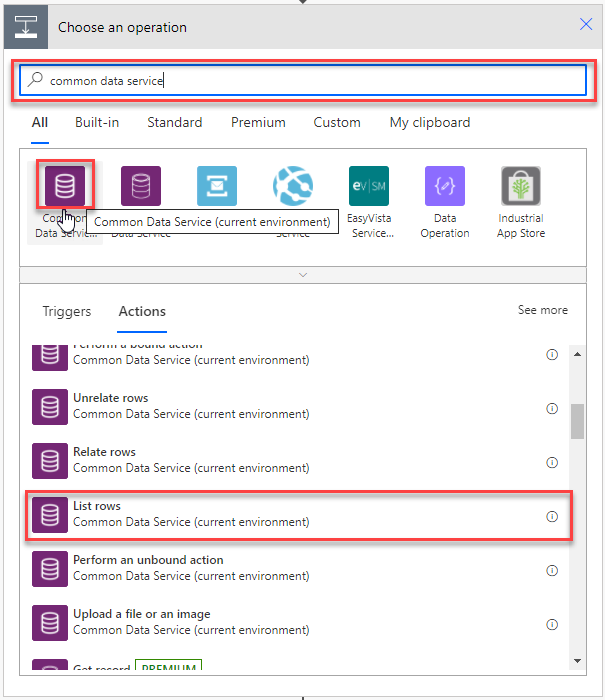 Choose an operation
common data service
All Built-in Standard Premium Custom My clipboard
Common Data Service (current environment)
Data Servic... Data Service Service
EasyVista
Service...
Data
Operation
Industrial
App Store
Triggers Actions See more
Perform a bound action
Common Data Service (current environment)
Unrelate rows
Common Data Service (current environment)
Relate rows
Common Data Service (current environment)
List rows
Common Data Service (current environment)
Perform an unbound action
Common Data Service (current environment)
Upload a file or an image
Common Data Service (current environment)
Get record PREMIUM